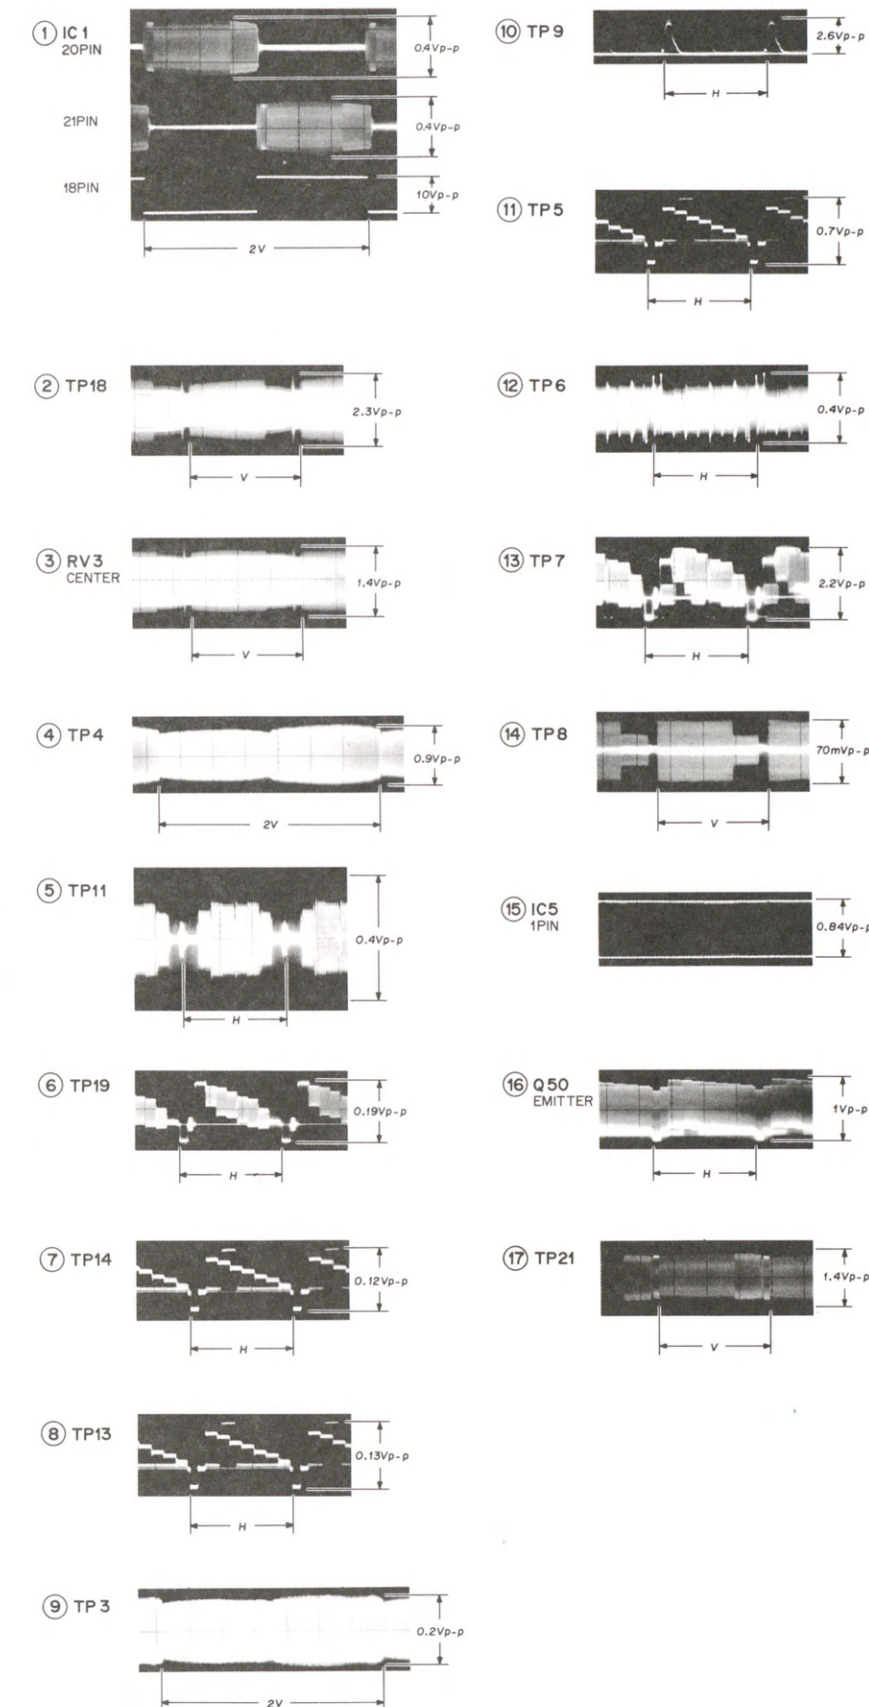 ① IC 1
20PIN
0.4Vp-p
21PIN
0.4Vp-p
18PIN
10Vp-p
2V
② TP18
2.3Vp-p
V
③ RV3
CENTER
1.4Vp-p
V
④ TP4
0.9Vp-p
2V
⑤ TP11
0.4Vp-p
H
⑥ TP19
0.19Vp-p
H
⑦ TP14
0.12Vp-p
H
⑧ TP13
0.13Vp-p
H
⑨ TP3
0.2Vp-p
2V
⑩ TP9
2.6Vp-p
H
⑪ TP5
0.7Vp-p
H
⑫ TP6
0.4Vp-p
H
⑬ TP7
2.2Vp-p
H
⑭ TP8
70mVp-p
V
⑮ IC5
1PIN
0.84Vp-p
⑯ Q50
EMITTER
1Vp-p
H
⑰ TP21
1.4Vp-p
V